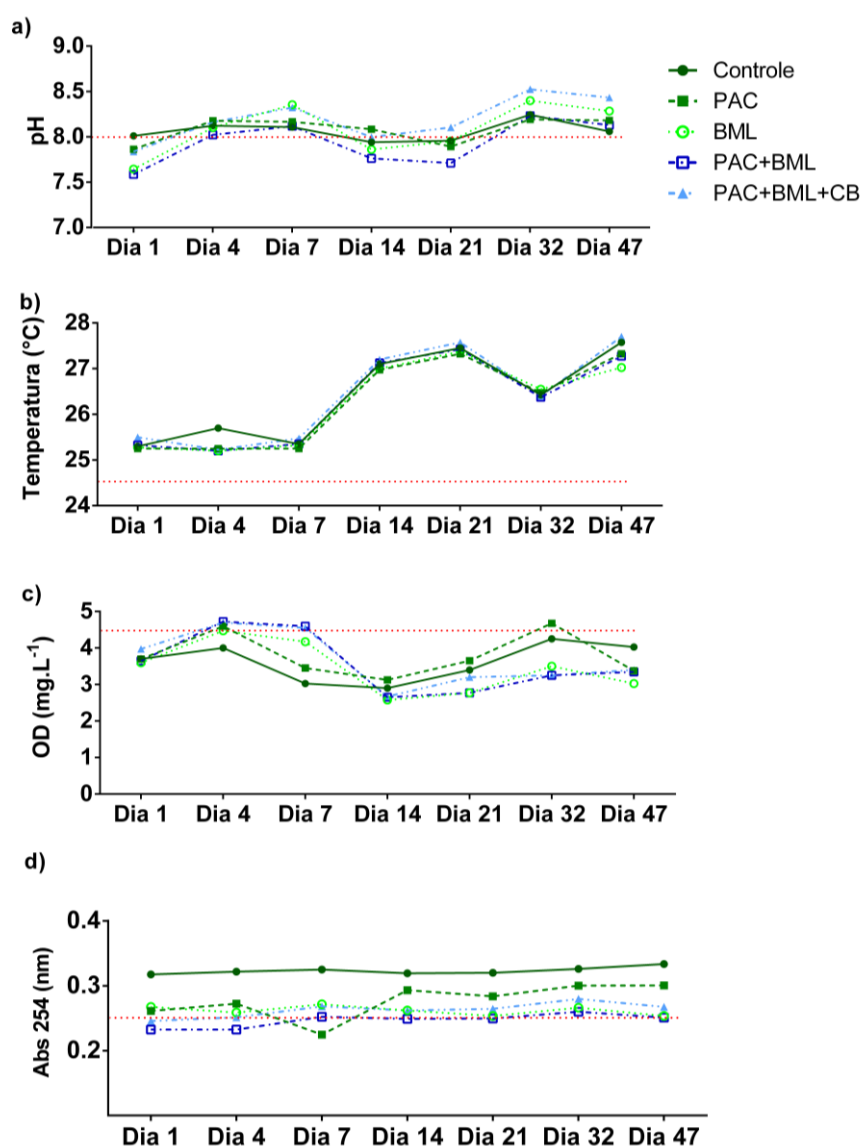 a)
pH
9.0
8.5
8.0
7.5
7.0
Dia 1 Dia 4 Dia 7 Dia 14 Dia 21 Dia 32 Dia 47
Controle
PAC
BML
PAC+BML
PAC+BML+CB
b)
Temperatura (°C)
28
27
26
25
24
Dia 1 Dia 4 Dia 7 Dia 14 Dia 21 Dia 32 Dia 47
c)
OD (mg.L⁻¹)
5
4
3
2
1
0
Dia 1 Dia 4 Dia 7 Dia 14 Dia 21 Dia 32 Dia 47
d)
Abs 254 (nm)
0.4
0.3
0.2
Dia 1 Dia 4 Dia 7 Dia 14 Dia 21 Dia 32 Dia 47